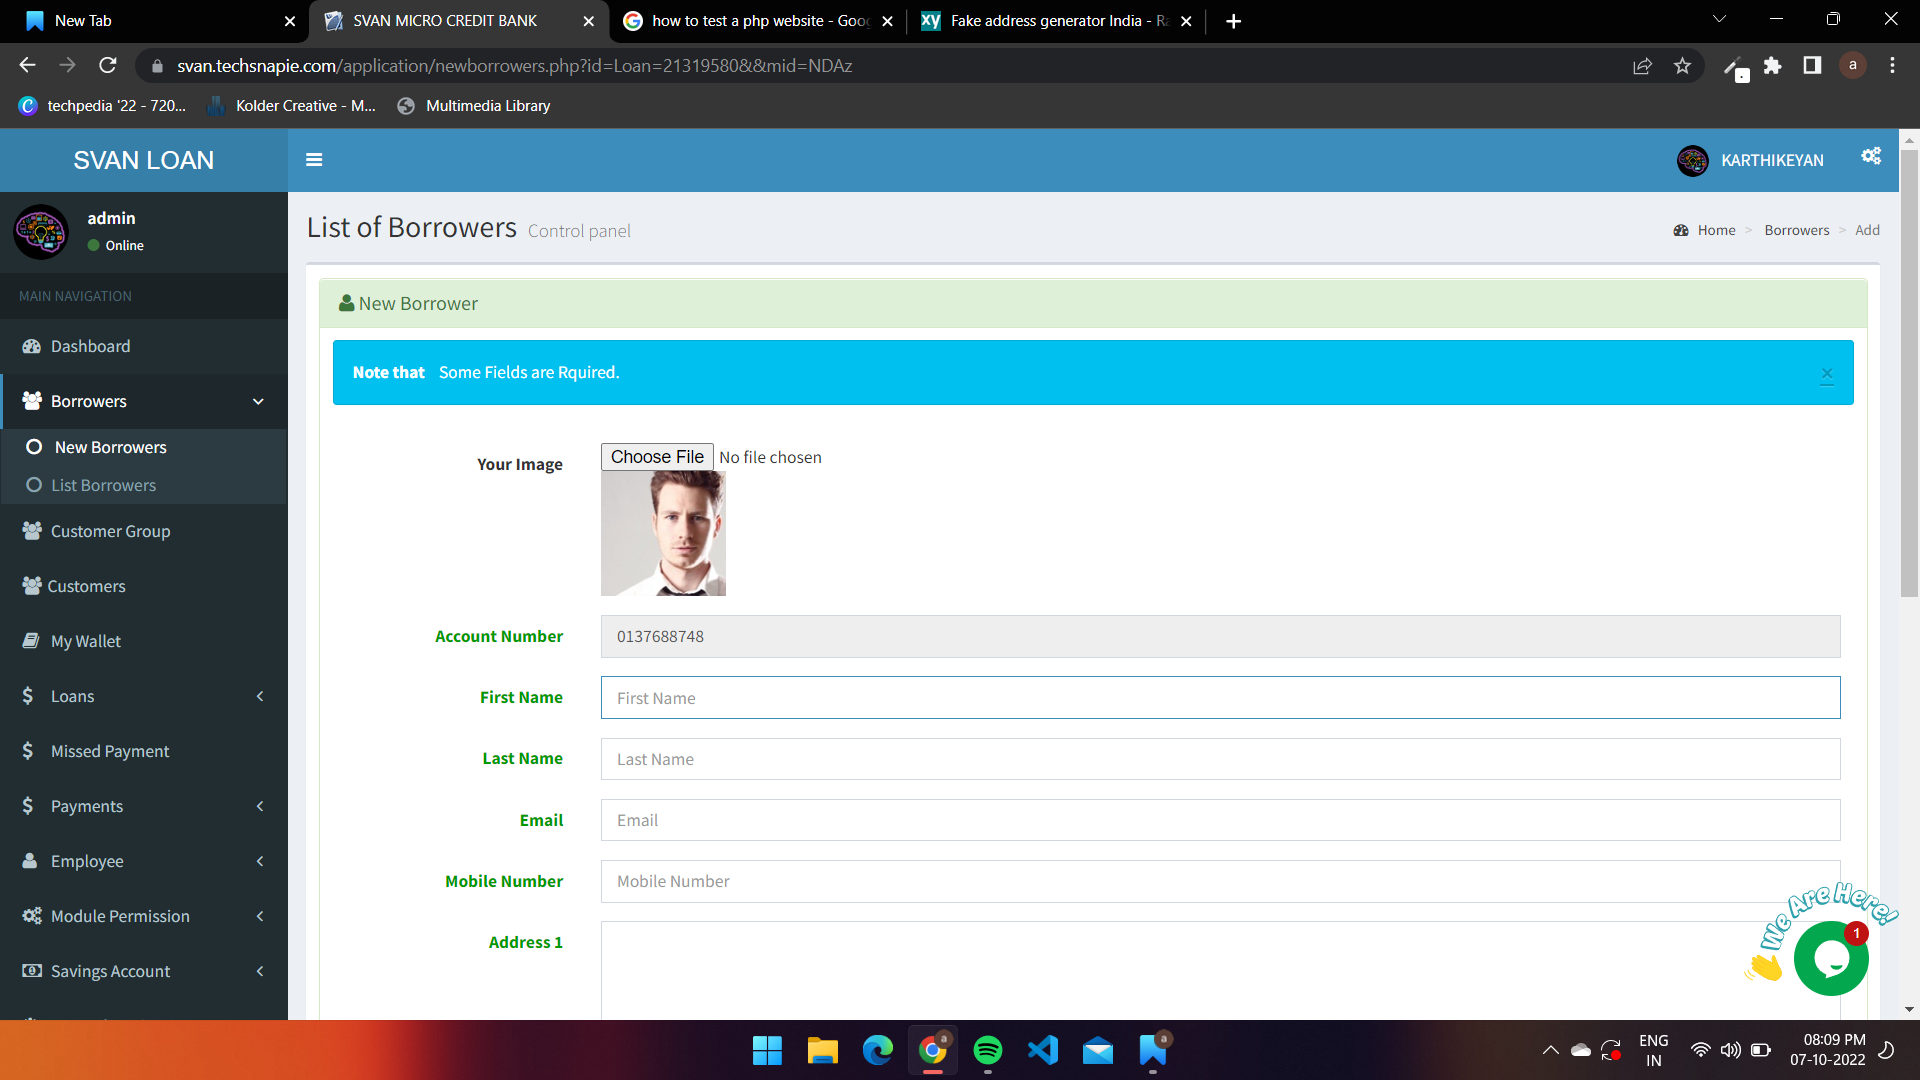 New Tab
SVAN MICRO CREDIT BANK
how to test a php website - Goog
Fake address generator India - Ra
svan.techsnapie.com/application/newborrowers.php?id=Loan=21319580&&mid=NDAz
a
techpedia '22 - 720...
Kolder Creative - M...
Multimedia Library
SVAN LOAN
KARTHIKEYAN
admin
Online
List of Borrowers Control panel
Home > Borrowers > Add
MAIN NAVIGATION
Dashboard
Borrowers
New Borrowers
List Borrowers
Customer Group
Customers
My Wallet
Loans
Missed Payment
Payments
Employee
Module Permission
Savings Account
New Borrower
Note that Some Fields are Rquired.
×
Your Image
Choose File No file chosen
Account Number
0137688748
First Name
First Name
Last Name
Last Name
Email
Email
Mobile Number
Mobile Number
Address 1
We Are Here!
1
ENG
IN
08:09 PM
07-10-2022